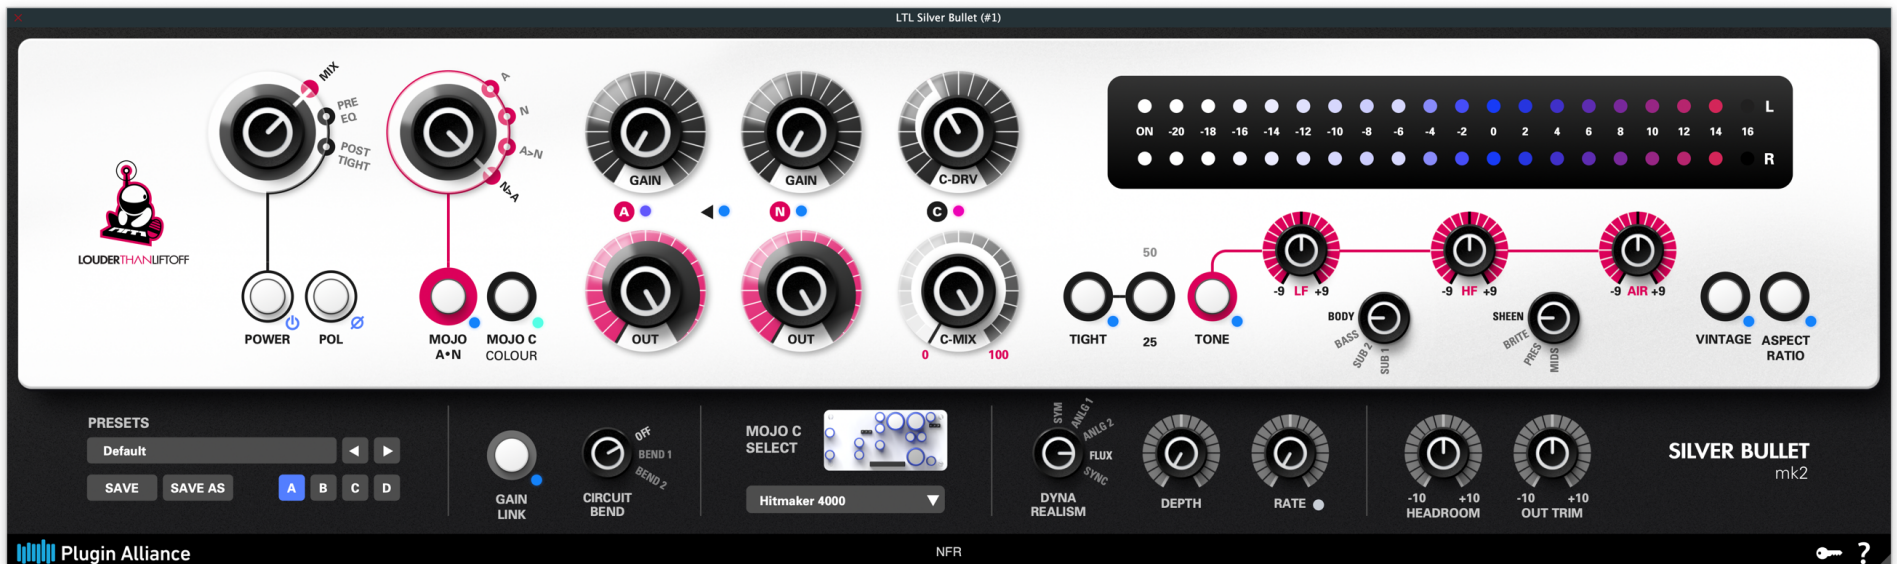 LTL Silver Bullet (#1)
MIX
PRE
EQ
POST
TIGHT
A
N
A>N
N>A
GAIN
GAIN
C-DRV
L
ON -20 -18 -16 -14 -12 -10 -8 -6 -4 -2 0 2 4 6 8 10 12 14 16
R
A
N
C
LOUDERTHANLIFTOFF
POWER
POL
MOJO
A•N
MOJO C
COLOUR
OUT
OUT
C-MIX
0 100
50
TIGHT
25
TONE
-9 LF +9
-9 HF +9
-9 AIR +9
BODY
BASS
SUB 2
SUB 1
SHEEN
BRITE
PRES
MIDS
VINTAGE
ASPECT
RATIO
PRESETS
Default
SAVE
SAVE AS
A
B
C
D
GAIN
LINK
OFF
BEND 1
BEND 2
CIRCUIT
BEND
MOJO C
SELECT
Hitmaker 4000
SYM
ANLG 1
ANLG 2
FLUX
SYNC
DYNA
REALISM
DEPTH
RATE
-10 +10
HEADROOM
-10 +10
OUT TRIM
SILVER BULLET
mk2
Plugin Alliance
NFR
?